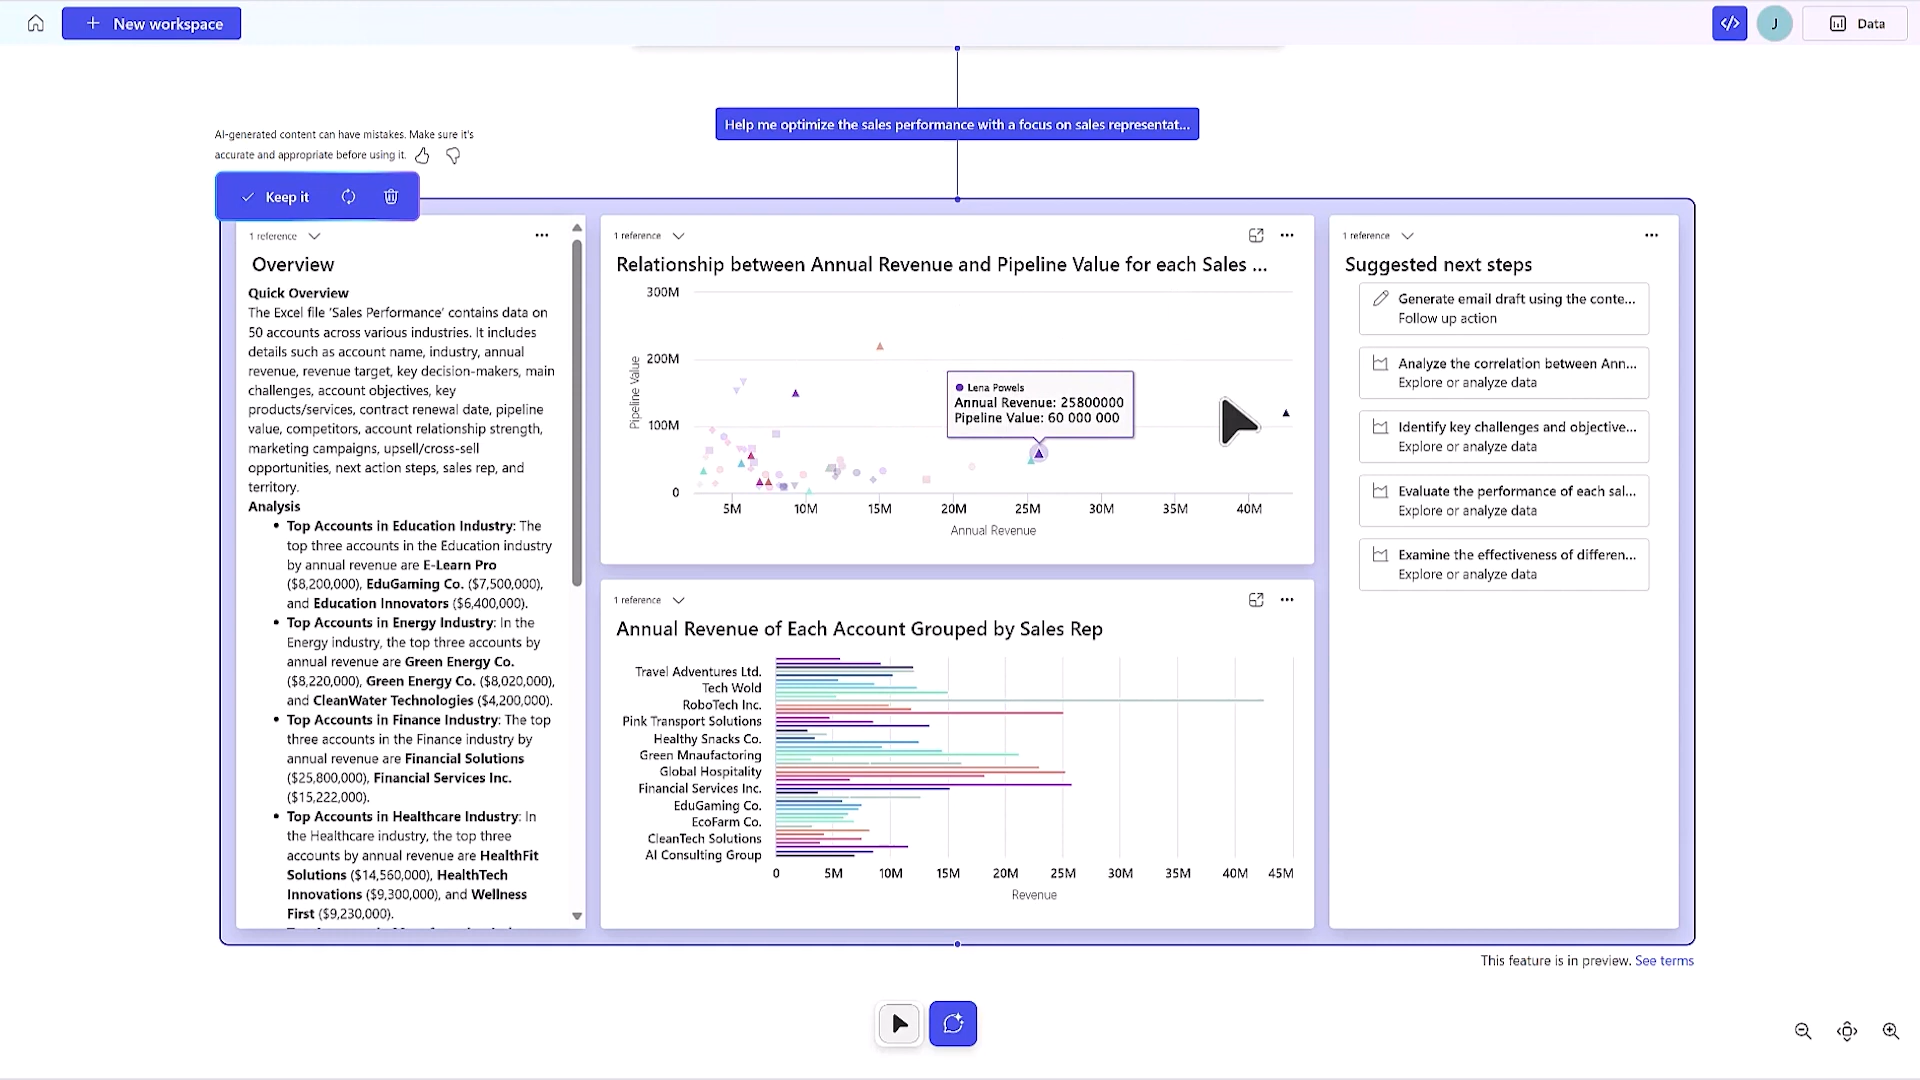 New workspace
J
Data
Help me optimize the sales performance with a focus on sales representat...
AI-generated content can have mistakes. Make sure it's
accurate and appropriate before using it.
Keep it
1 reference
Overview
Quick Overview
The Excel file 'Sales Performance' contains data on
50 accounts across various industries. It includes
details such as account name, industry, annual
revenue, revenue target, key decision-makers, main
challenges, account objectives, key
products/services, contract renewal date, pipeline
value, competitors, account relationship strength,
marketing campaigns, upsell/cross-sell
opportunities, next action steps, sales rep, and
territory.
Analysis
• Top Accounts in Education Industry: The
top three accounts in the Education industry
by annual revenue are E-Learn Pro
($8,200,000), EduGaming Co. ($7,500,000),
and Education Innovators ($6,400,000).
• Top Accounts in Energy Industry: In the
Energy industry, the top three accounts by
annual revenue are Green Energy Co.
($8,220,000), Green Energy Co. ($8,020,000),
and CleanWater Technologies ($4,200,000).
• Top Accounts in Finance Industry: The top
three accounts in the Finance industry by
annual revenue are Financial Solutions
($25,800,000), Financial Services Inc.
($15,222,000).
• Top Accounts in Healthcare Industry: In
the Healthcare industry, the top three
accounts by annual revenue are HealthFit
Solutions ($14,560,000), HealthTech
Innovations ($9,300,000), and Wellness
First ($9,230,000).
1 reference
Relationship between Annual Revenue and Pipeline Value for each Sales ...
300M
200M
100M
0
Pipeline Value
Lena Powels
Annual Revenue: 25800000
Pipeline Value: 60 000 000
5M 10M 15M 20M 25M 30M 35M 40M
Annual Revenue
1 reference
Annual Revenue of Each Account Grouped by Sales Rep
Travel Adventures Ltd.
Tech Wold
RoboTech Inc.
Pink Transport Solutions
Healthy Snacks Co.
Green Mnaufactoring
Global Hospitality
Financial Services Inc.
EduGaming Co.
EcoFarm Co.
CleanTech Solutions
AI Consulting Group
0 5M 10M 15M 20M 25M 30M 35M 40M 45M
Revenue
1 reference
Suggested next steps
Generate email draft using the conte...
Follow up action
Analyze the correlation between Ann...
Explore or analyze data
Identify key challenges and objective...
Explore or analyze data
Evaluate the performance of each sal...
Explore or analyze data
Examine the effectiveness of differen...
Explore or analyze data
This feature is in preview. See terms